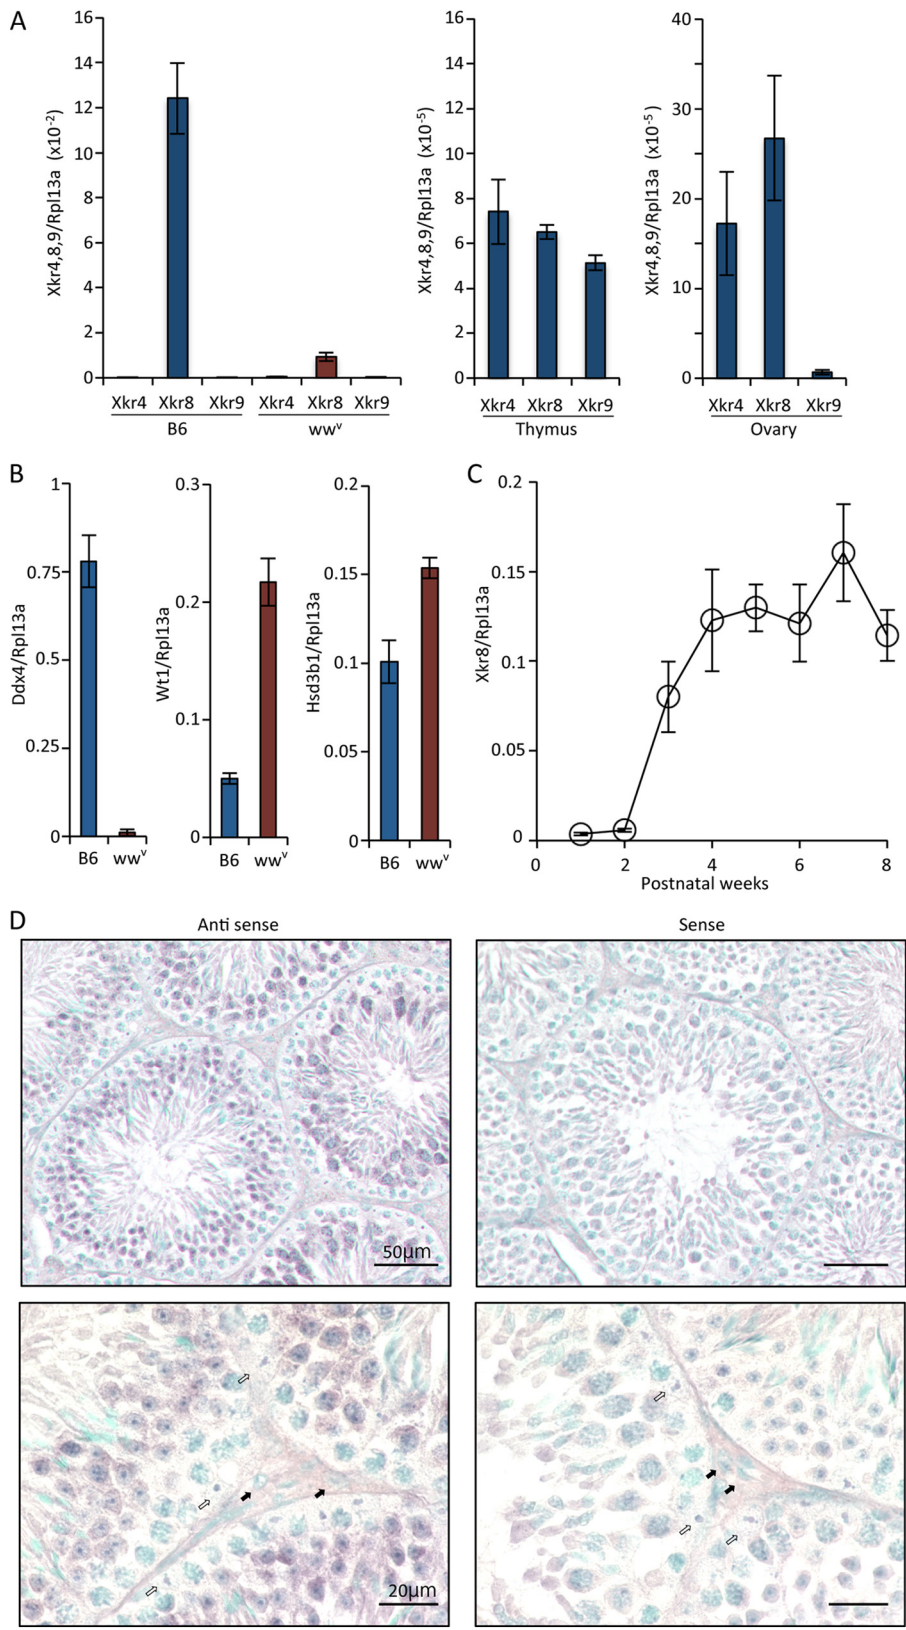 A
Xkr4,8,9/Rpl13a (x10-2)
16
14
12
10
8
6
4
2
0
Xkr4 Xkr8 Xkr9 Xkr4 Xkr8 Xkr9
B6 wwv
Xkr4,8,9/Rpl13a (x10-5)
16
14
12
10
8
6
4
2
0
Xkr4 Xkr8 Xkr9
Thymus
Xkr4,8,9/Rpl13a (x10-5)
40
30
20
10
0
Xkr4 Xkr8 Xkr9
Ovary
B
Ddx4/Rpl13a
1
0.75
0.5
0.25
0
B6 wwv
Wt1/Rpl13a
0.3
0.2
0.1
0
B6 wwv
Hsd3b1/Rpl13a
0.2
0.15
0.1
0.05
0
B6 wwv
C
Xkr8/Rpl13a
0.2
0.15
0.1
0.05
0
0 2 4 6 8
Postnatal weeks
D
Anti sense
Sense
50µm
20µm